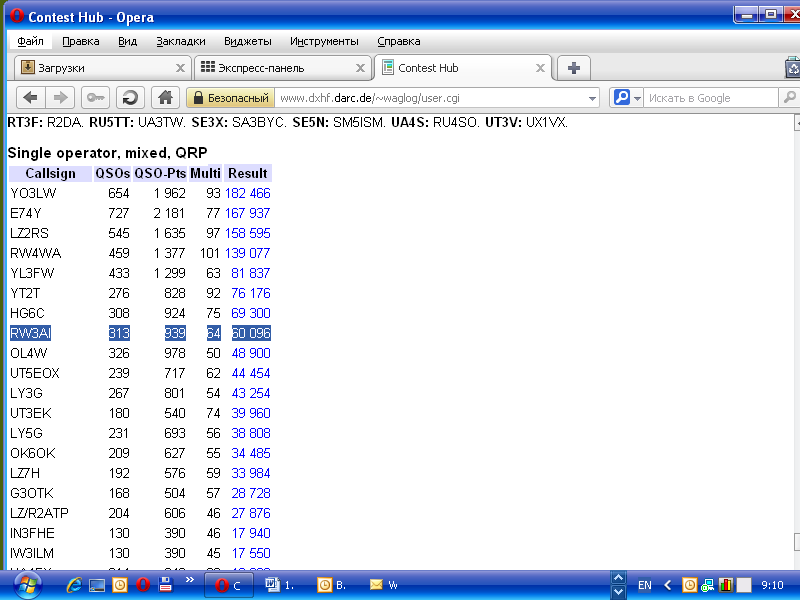 Contest Hub - Opera
Файл Правка Вид Закладки Виджеты Инструменты Справка
Загрузки Экспресс-панель Contest Hub
Безопасный www.dxhf.darc.de/~waglog/user.cgi Искать в Google
RT3F: R2DA. RU5TT: UA3TW. SE3X: SA3BYC. SE5N: SM5ISM. UA4S: RU4SO. UT3V: UX1VX.
Single operator, mixed, QRP
Callsign QSOs QSO-Pts Multi Result
YO3LW 654 1 962 93 182 466
E74Y 727 2 181 77 167 937
LZ2RS 545 1 635 97 158 595
RW4WA 459 1 377 101 139 077
YL3FW 433 1 299 63 81 837
YT2T 276 828 92 76 176
HG6C 308 924 75 69 300
RW3AI 313 939 64 60 096
OL4W 326 978 50 48 900
UT5EOX 239 717 62 44 454
LY3G 267 801 54 43 254
UT3EK 180 540 74 39 960
LY5G 231 693 56 38 808
OK6OK 209 627 55 34 485
LZ7H 192 576 59 33 984
G3OTK 168 504 57 28 728
LZ/R2ATP 204 606 46 27 876
IN3FHE 130 390 46 17 940
IW3ILM 130 390 45 17 550
C 1. В. W EN 9:10